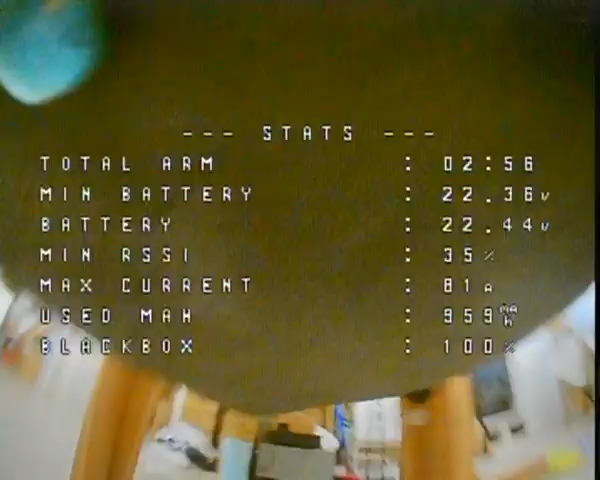 --- STATS ---
TOTAL ARM : 02:56
MIN BATTERY : 22.36V
BATTERY : 22.44V
MIN RSSI : 35%
MAX CURRENT : 81A
USED MAH : 959MAH
BLACKBOX : 100%